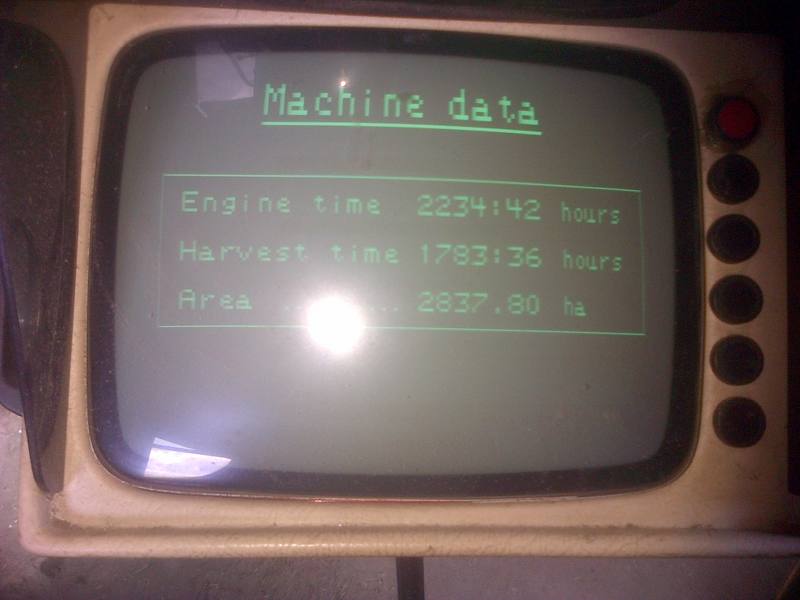 Machine data
Engine time 2234:42 hours
Harvest time 1783:36 hours
Area ....... 2837.80 ha